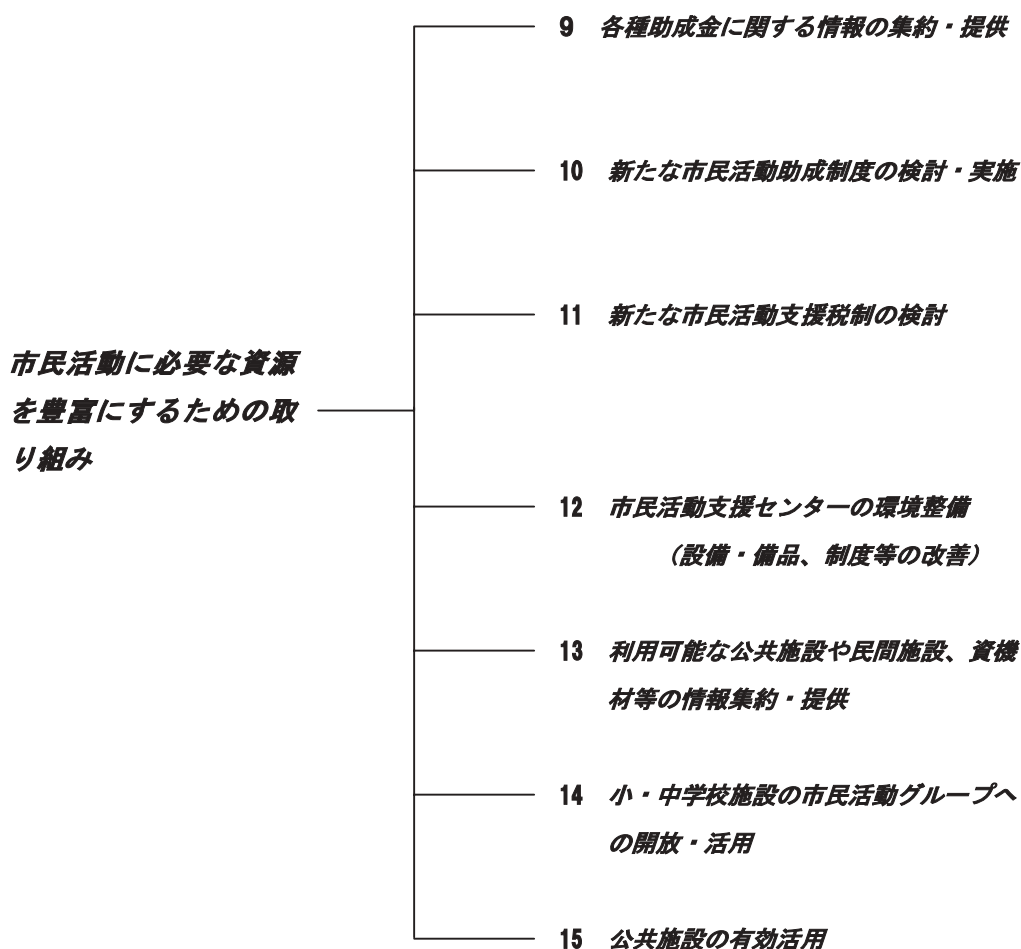 9 各種助成金に関する情報の集約・提供
10 新たな市民活動助成制度の検討・実施
11 新たな市民活動支援税制の検討
市民活動に必要な資源
を豊富にするための取
り組み
12 市民活動支援センターの環境整備
(設備・備品、制度等の改善)
13 利用可能な公共施設や民間施設、資機
材等の情報集約・提供
14 小・中学校施設の市民活動グループへ
の開放・活用
15 公共施設の有効活用